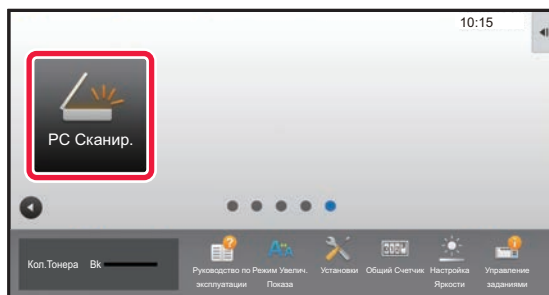 10:15
PC Сканир.
Кол.Тонера Bk
Руководство по
эксплуатации
Режим Увелич.
Показа
Установки
Общий Счетчик
Настройка
Яркости
Управление
заданиями